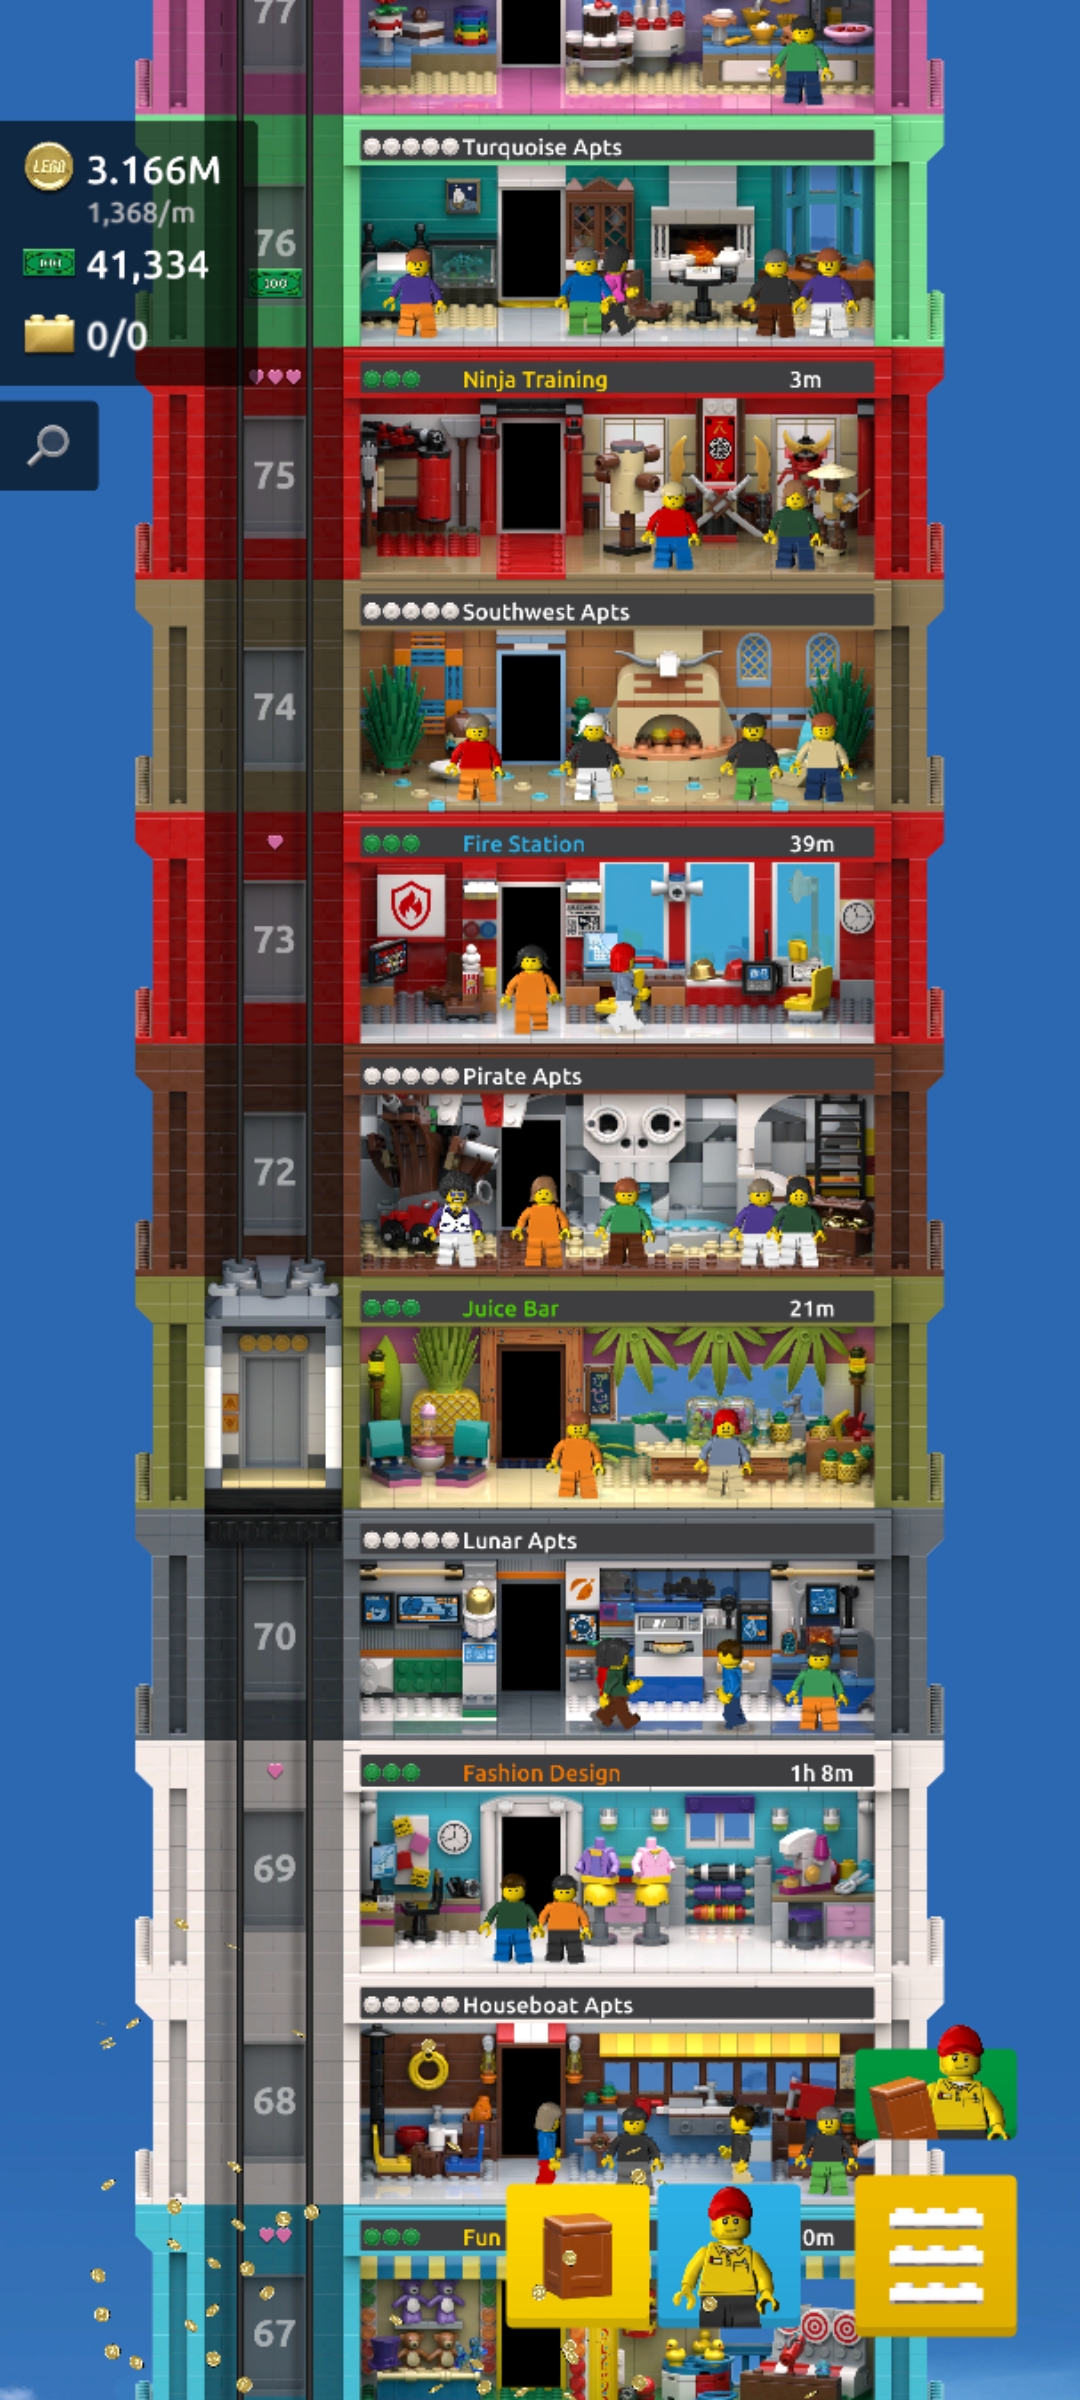 77
LEGO 3.166M
1,368/m
41,334
0/0
Turquoise Apts
76
100
Ninja Training 3m
75
Southwest Apts
74
Fire Station 39m
73
Pirate Apts
72
Juice Bar 21m
Lunar Apts
70
Fashion Design 1h 8m
69
Houseboat Apts
68
Fun 0m
67